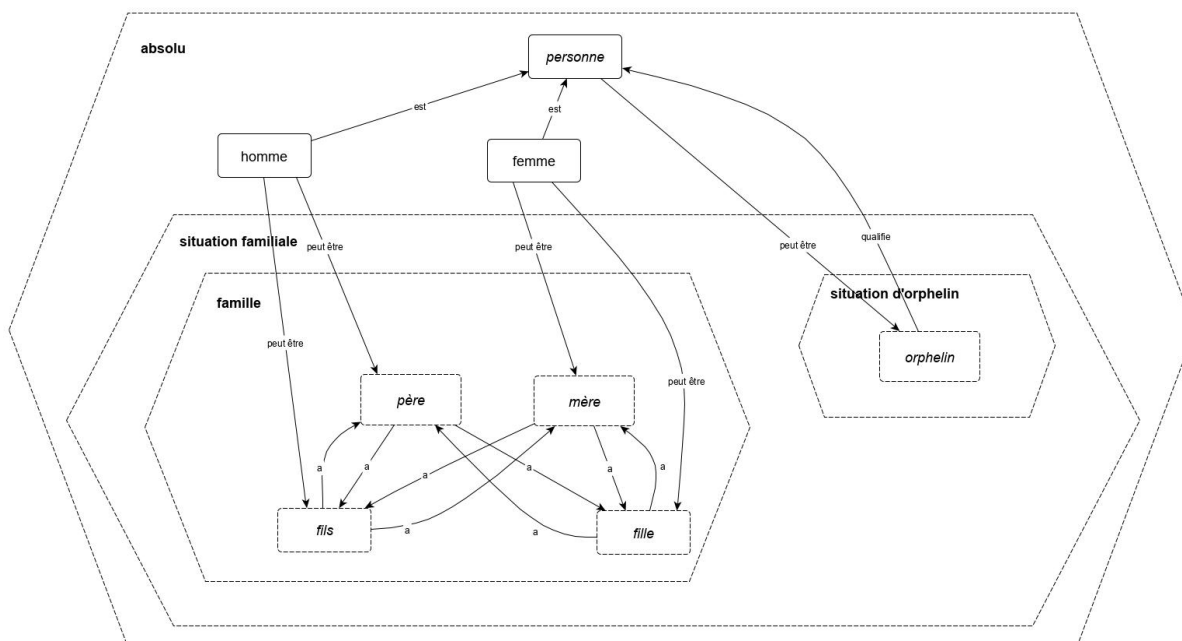 absolu
personne
est
est
homme
femme
situation familiale
peut être
peut être
peut être
qualifie
famille
situation d'orphelin
peut être
orphelin
père
mère
peut être
a
a
a
a
a
a
fils
a
a
fille